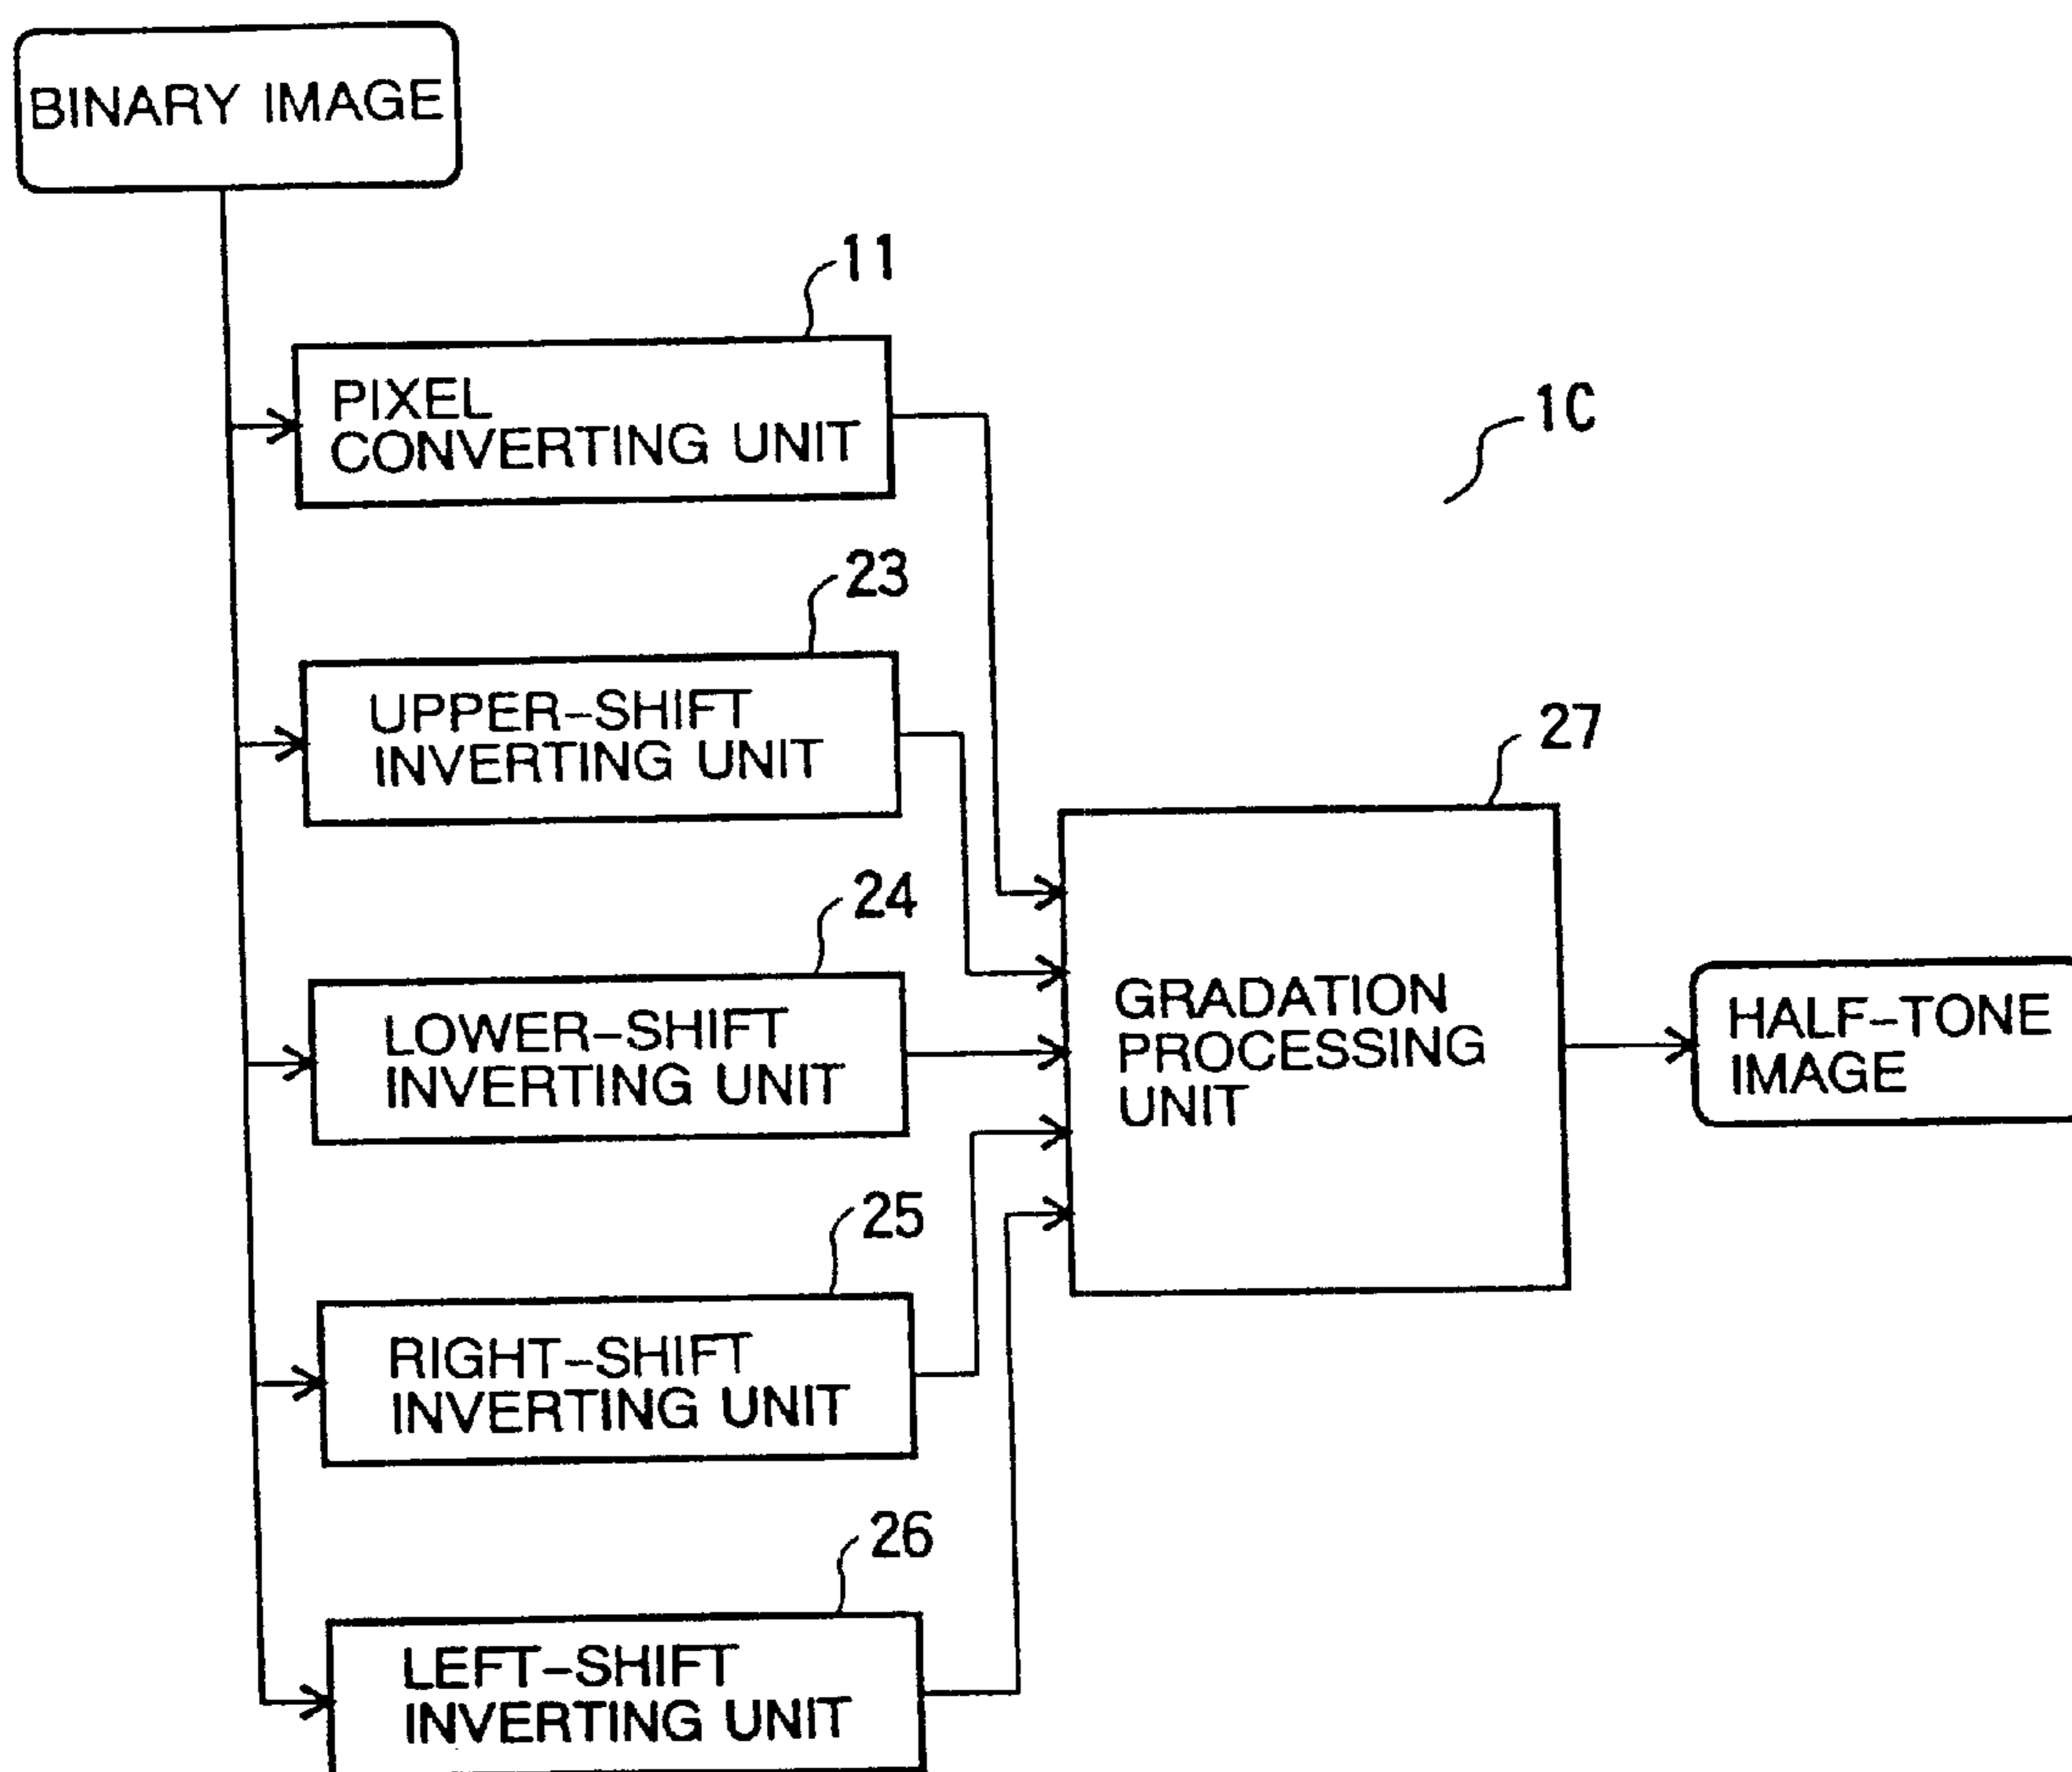 BINARY IMAGE
11
PIXEL
CONVERTING UNIT
1C
23
UPPER-SHIFT
INVERTING UNIT
27
24
LOWER-SHIFT
INVERTING UNIT
GRADATION
PROCESSING
UNIT
HALF-TONE
IMAGE
25
RIGHT-SHIFT
INVERTING UNIT
26
LEFT-SHIFT
INVERTING UNIT